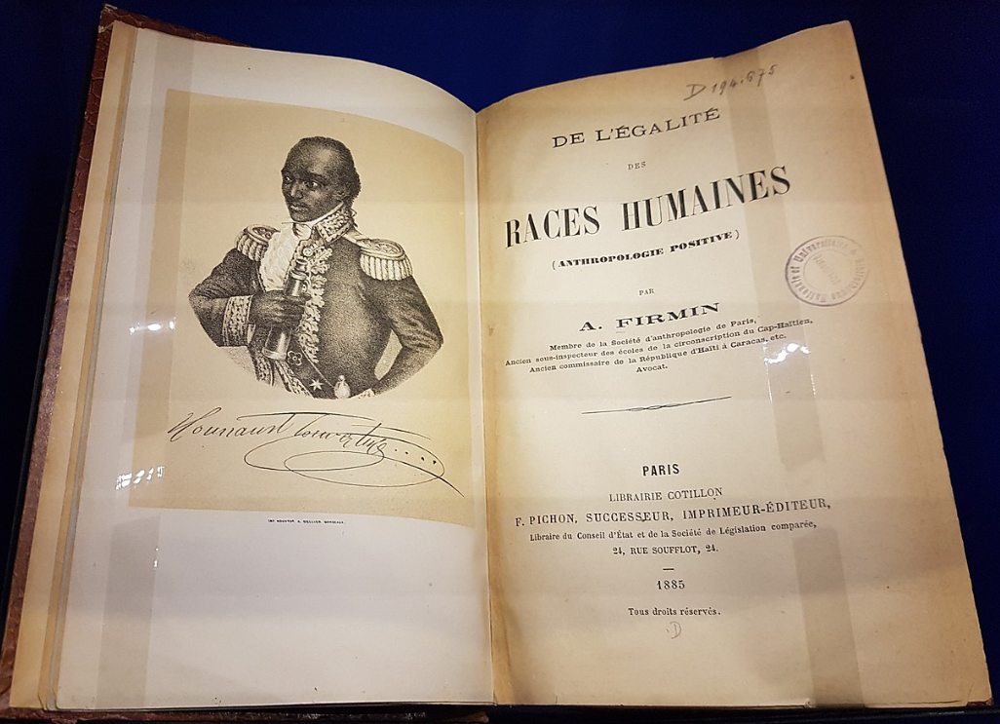 Tounaust Louverture....
D 194.675
DE L'ÉGALITÉ
DES
RACES HUMAINES
(ANTHROPOLOGIE POSITIVE)
PAR
A. FIRMIN
Membre de la Société d'anthropologie de Paris,
Ancien sous-inspecteur des écoles de la circonscription du Cap-Haïtien,
Ancien commissaire de la République d'Haïti à Caracas, etc.
Avocat.
PARIS
LIBRAIRIE COTILLON
F. PICHON, SUCCESSEUR, IMPRIMEUR-ÉDITEUR,
Libraire du Conseil d'État et de la Société de Législation comparée,
24, RUE SOUFFLOT, 24.
1885
Tous droits réservés.
D